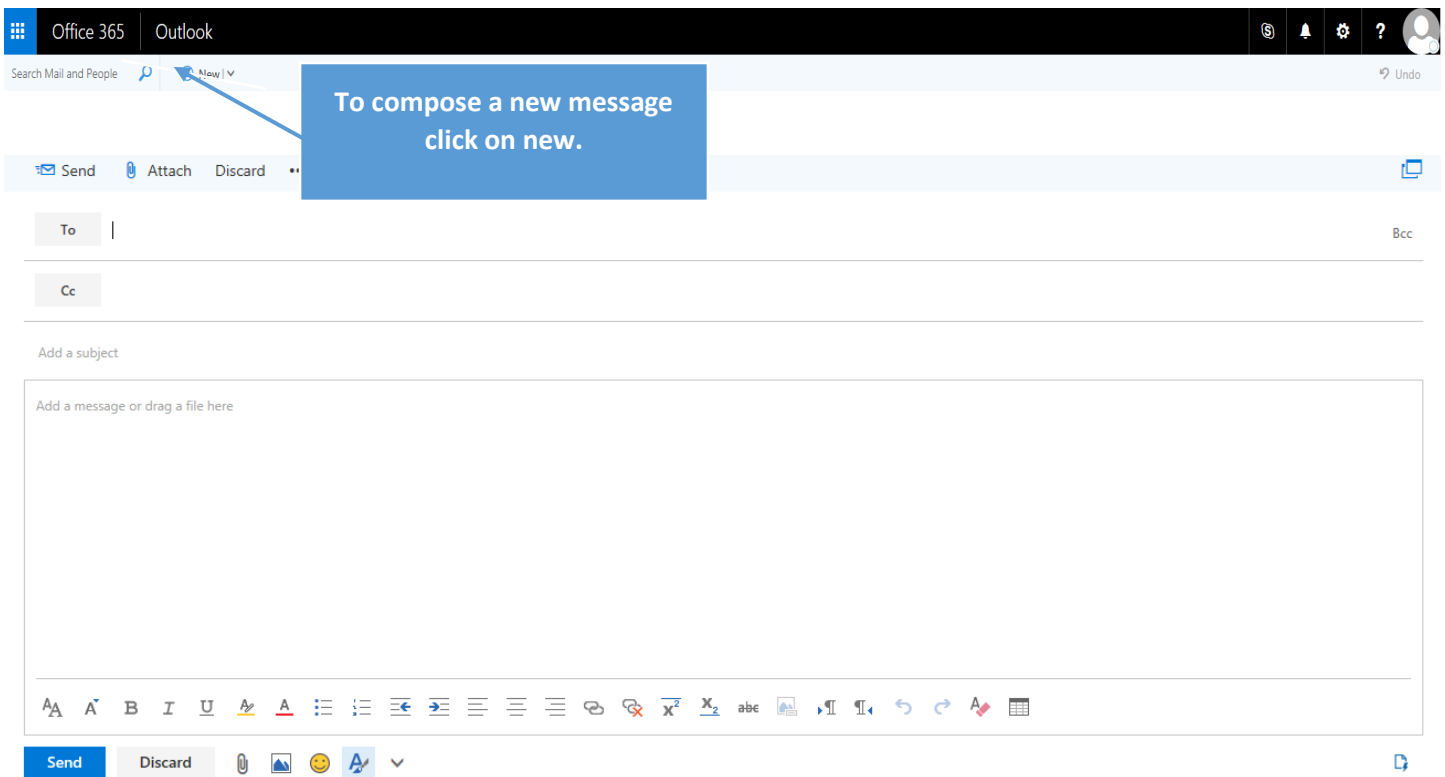 Office 365 Outlook
Search Mail and People New Undo
To compose a new message
click on new.
Send Attach Discard
To Bcc
Cc
Add a subject
Add a message or drag a file here
Send Discard